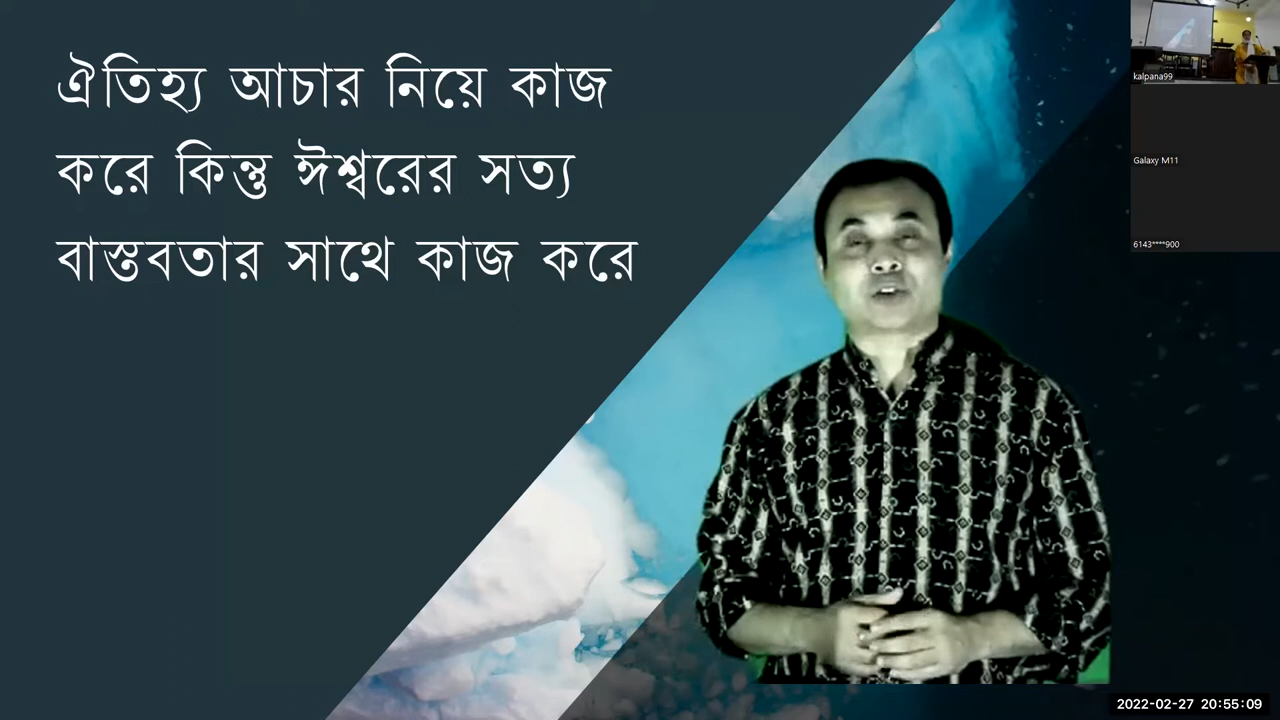 ঐতিহ্য আচার নিয়ে কাজ
করে কিন্তু ঈশ্বরের সত্য
বাস্তবতার সাথে কাজ করে
kalpana99
Galaxy M11
6143****900
2022-02-27 20:55:09